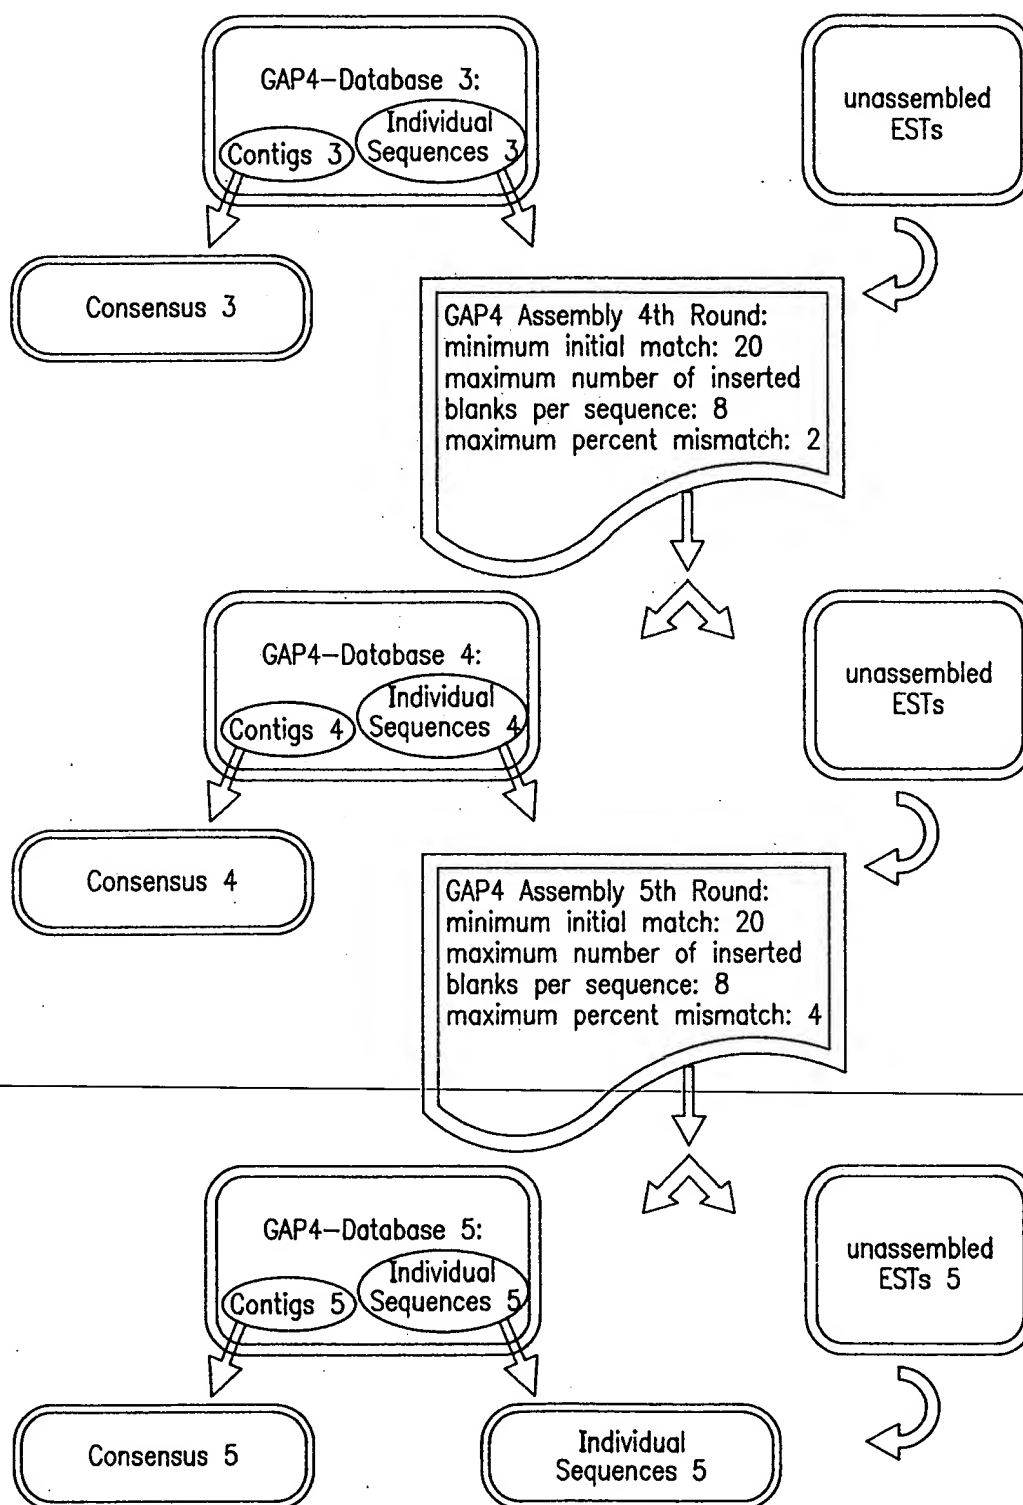 GAP4-Database 3:
Contigs 3
Individual
Sequences 3
unassembled
ESTs
Consensus 3
GAP4 Assembly 4th Round:
minimum initial match: 20
maximum number of inserted
blanks per sequence: 8
maximum percent mismatch: 2
GAP4-Database 4:
Contigs 4
Individual
Sequences 4
unassembled
ESTs
Consensus 4
GAP4 Assembly 5th Round:
minimum initial match: 20
maximum number of inserted
blanks per sequence: 8
maximum percent mismatch: 4
GAP4-Database 5:
Contigs 5
Individual
Sequences 5
unassembled
ESTs 5
Consensus 5
Individual
Sequences 5